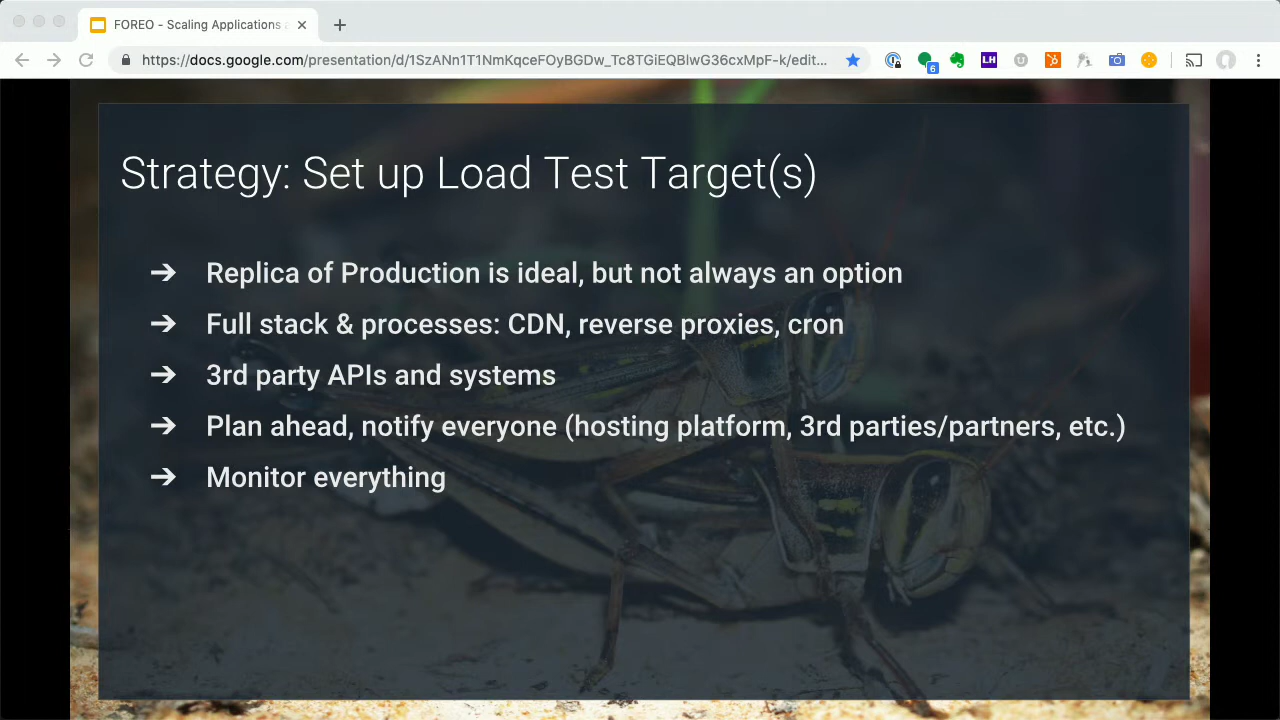 FOREO - Scaling Applications
https://docs.google.com/presentation/d/1SzANn1T1NmKqceFOyBGDw_Tc8TGiEQBlwG36cxMpF-k/edit...
6
LH
Strategy: Set up Load Test Target(s)
➔ Replica of Production is ideal, but not always an option
➔ Full stack & processes: CDN, reverse proxies, cron
➔ 3rd party APIs and systems
➔ Plan ahead, notify everyone (hosting platform, 3rd parties/partners, etc.)
➔ Monitor everything